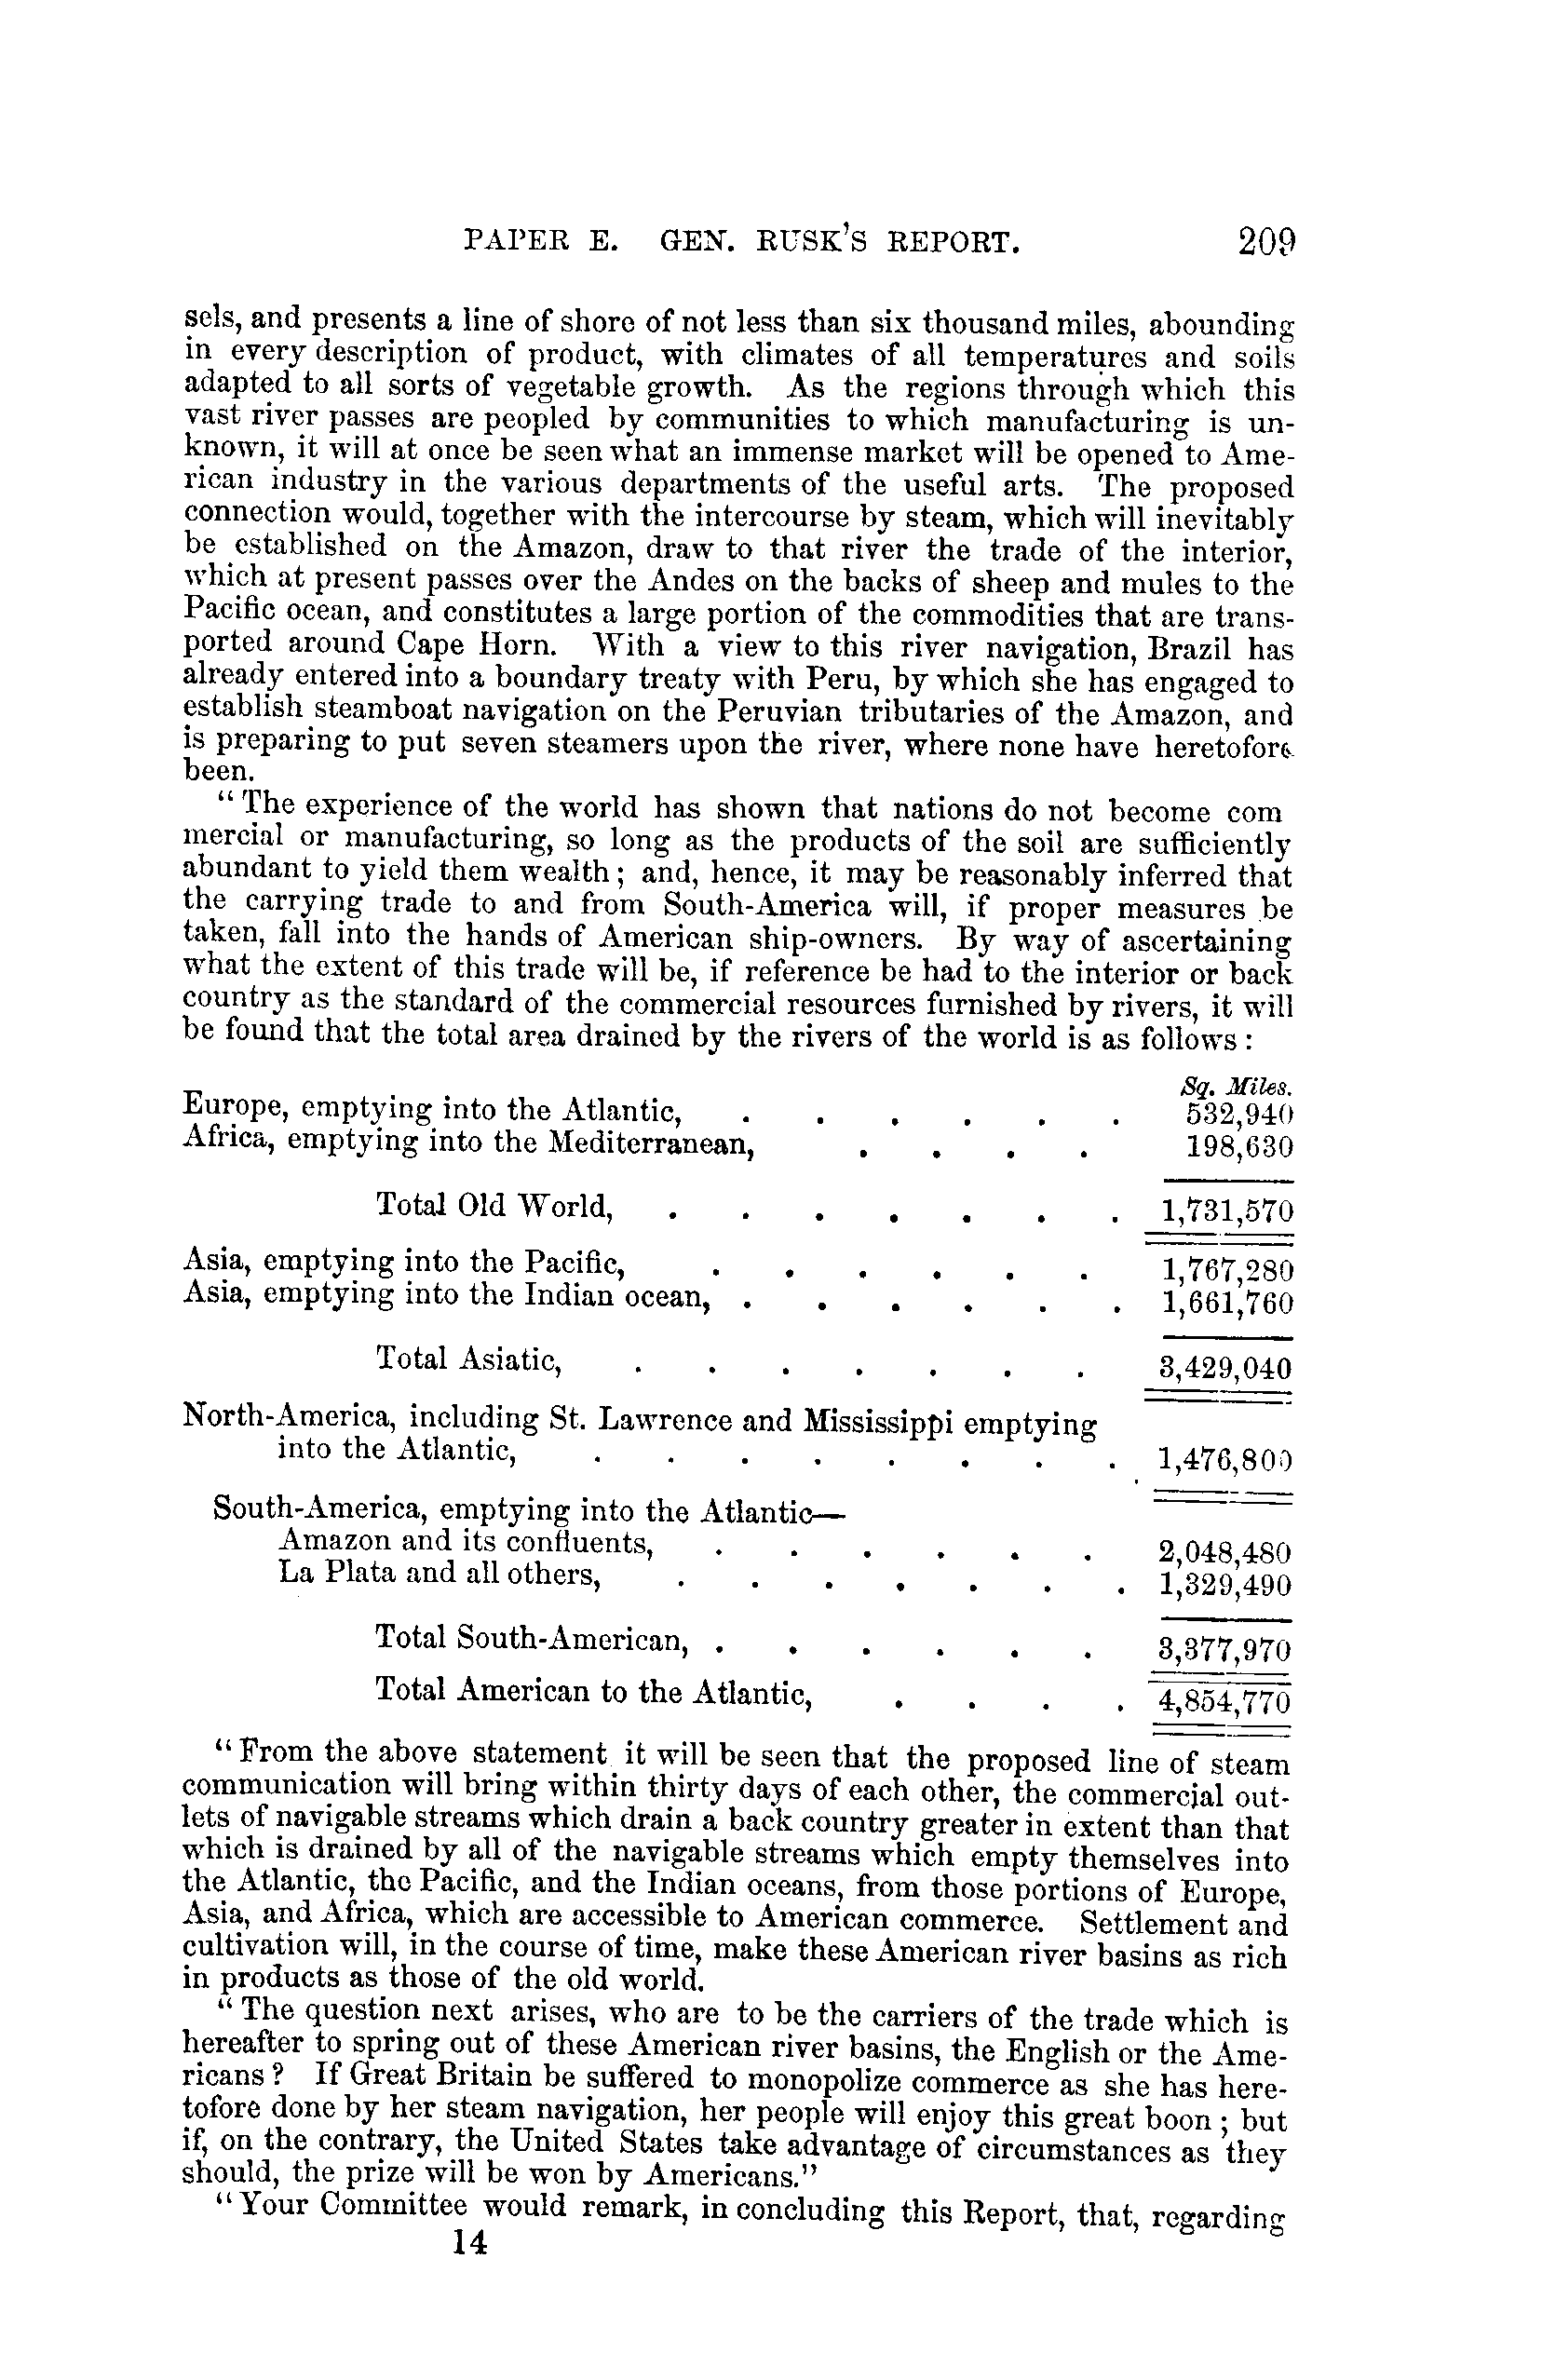 PAPER E. GEN. RUSK'S REPORT. 209
sels, and presents a line of shore of not less than six thousand miles, abounding
in every description of product, with climates of all temperatures and soils
adapted to all sorts of vegetable growth. As the regions through which this
vast river passes are peopled by communities to which manufacturing is un-
known, it will at once be seen what an immense market will be opened to Ame-
rican industry in the various departments of the useful arts. The proposed
connection would, together with the intercourse by steam, which will inevitably
be established on the Amazon, draw to that river the trade of the interior,
which at present passes over the Andes on the backs of sheep and mules to the
Pacific ocean, and constitutes a large portion of the commodities that are trans-
ported around Cape Horn. With a view to this river navigation, Brazil has
already entered into a boundary treaty with Peru, by which she has engaged to
establish steamboat navigation on the Peruvian tributaries of the Amazon, and
is preparing to put seven steamers upon the river, where none have heretofore
been.
"The experience of the world has shown that nations do not become com
mercial or manufacturing, so long as the products of the soil are sufficiently
abundant to yield them wealth; and, hence, it may be reasonably inferred that
the carrying trade to and from South-America will, if proper measures be
taken, fall into the hands of American ship-owners. By way of ascertaining
what the extent of this trade will be, if reference be had to the interior or back
country as the standard of the commercial resources furnished by rivers, it will
be found that the total area drained by the rivers of the world is as follows:
Sq. Miles.
Europe, emptying into the Atlantic, . . . . . . 532,940
Africa, emptying into the Mediterranean, . . . . 198,630
Total Old World, . . . . . . . 1,731,570
Asia, emptying into the Pacific, . . . . . . 1,767,280
Asia, emptying into the Indian ocean, . . . . . . 1,661,760
Total Asiatic, . . . . . . . 3,429,040
North-America, including St. Lawrence and Mississippi emptying
into the Atlantic, . . . . . . . . 1,476,800
South-America, emptying into the Atlantic—
Amazon and its confluents, . . . . . . 2,048,480
La Plata and all others, . . . . . . . 1,329,490
Total South-American, . . . . . . 3,377,970
Total American to the Atlantic, . . . . 4,854,770
"From the above statement it will be seen that the proposed line of steam
communication will bring within thirty days of each other, the commercial out-
lets of navigable streams which drain a back country greater in extent than that
which is drained by all of the navigable streams which empty themselves into
the Atlantic, the Pacific, and the Indian oceans, from those portions of Europe,
Asia, and Africa, which are accessible to American commerce. Settlement and
cultivation will, in the course of time, make these American river basins as rich
in products as those of the old world.
"The question next arises, who are to be the carriers of the trade which is
hereafter to spring out of these American river basins, the English or the Ame-
ricans? If Great Britain be suffered to monopolize commerce as she has here-
tofore done by her steam navigation, her people will enjoy this great boon; but
if, on the contrary, the United States take advantage of circumstances as they
should, the prize will be won by Americans."
"Your Committee would remark, in concluding this Report, that, regarding
14